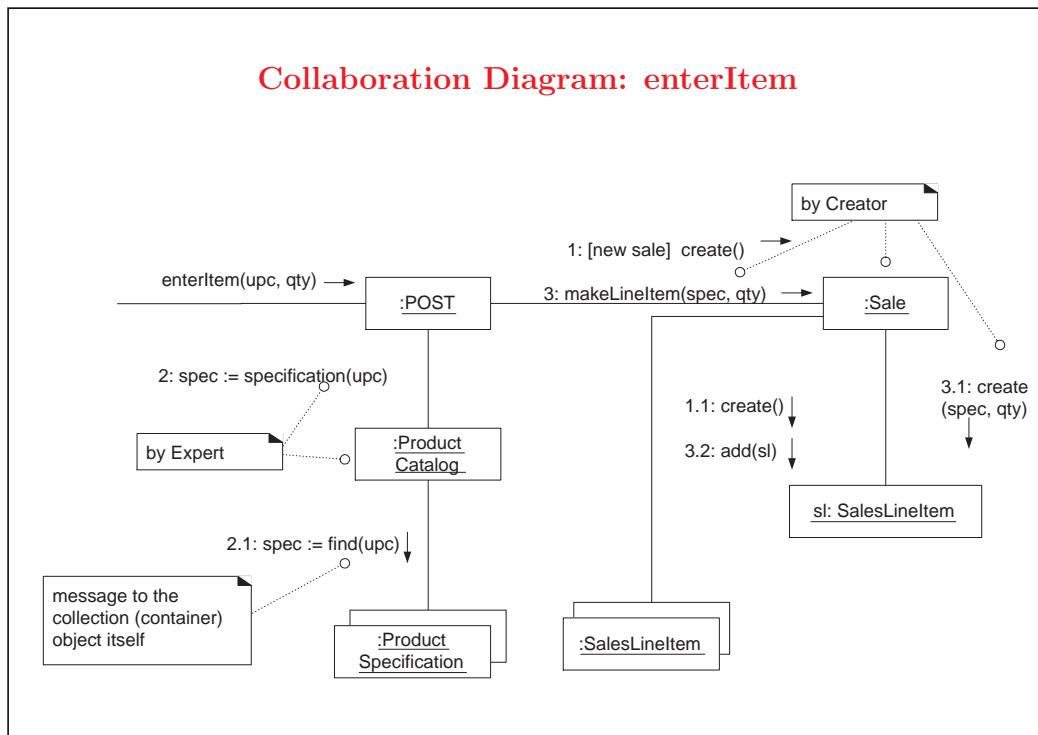 Collaboration Diagram: enterItem
by Creator
1: [new sale] create()
enterItem(upc, qty)
:POST
3: makeLineItem(spec, qty)
:Sale
2: spec := specification(upc)
3.1: create
(spec, qty)
1.1: create()
by Expert
:Product
Catalog
3.2: add(sl)
sl: SalesLineItem
2.1: spec := find(upc)
message to the
collection (container)
object itself
:Product
Specification
:SalesLineItem